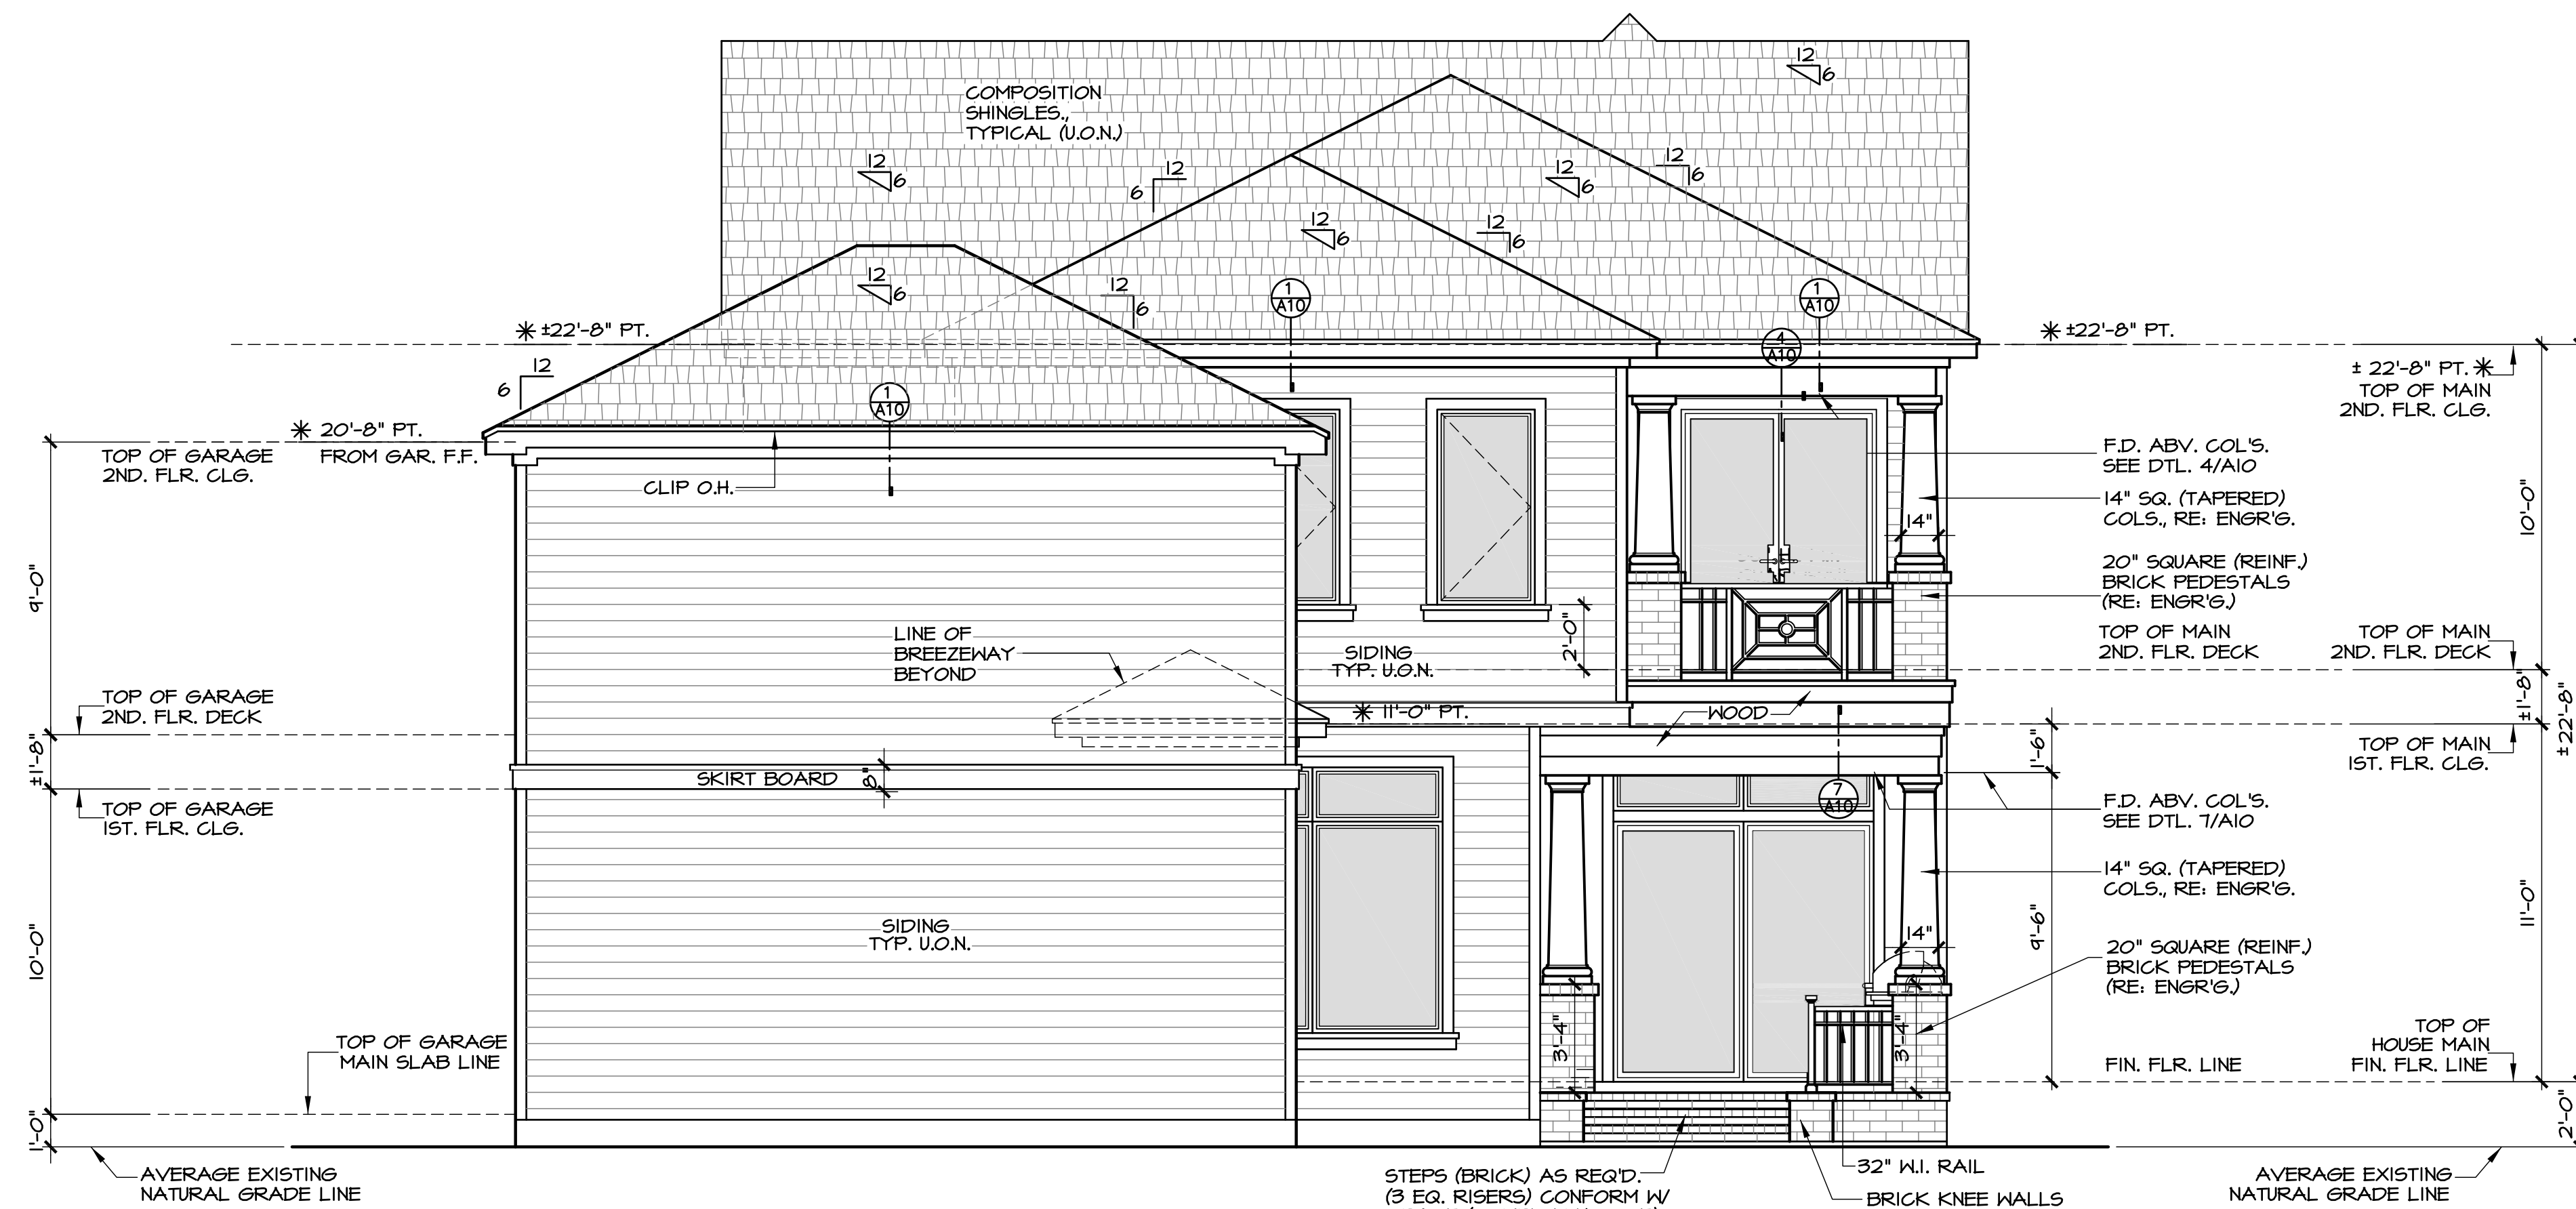 12
6
COMPOSITION
SHINGLES.,
TYPICAL (U.O.N.)
12
6
12
6
12
6
12
6
12
6
12
6
12
6
12
6
1
A10
1
A10
4
A10
±22'-8" PT.
±22'-8" PT.
± 22'-8" PT.
TOP OF MAIN
2ND. FLR. CLG.
12
6
1
A10
20'-8" PT.
FROM GAR. F.F.
TOP OF GARAGE
2ND. FLR. CLG.
CLIP O.H.
F.D. ABV. COL'S.
SEE DTL. 4/A10
14" SQ. (TAPERED)
COLS., RE: ENGR'G.
14"
10'-0"
20" SQUARE (REINF.)
BRICK PEDESTALS
(RE: ENGR'G.)
9'-0"
LINE OF
BREEZEWAY
BEYOND
2'-0"
SIDING
TYP. U.O.N.
TOP OF MAIN
2ND. FLR. DECK
TOP OF MAIN
2ND. FLR. DECK
TOP OF GARAGE
2ND. FLR. DECK
11'-0" PT.
WOOD
±1'-8"
±22'-8"
±1'-8"
SKIRT BOARD
8"
1'-6"
TOP OF MAIN
1ST. FLR. CLG.
TOP OF GARAGE
1ST. FLR. CLG.
7
A10
F.D. ABV. COL'S.
SEE DTL. 7/A10
14" SQ. (TAPERED)
COLS., RE: ENGR'G.
10'-0"
SIDING
TYP. U.O.N.
14"
9'-6"
11'-0"
20" SQUARE (REINF.)
BRICK PEDESTALS
(RE: ENGR'G.)
3'-4"
3'-4"
TOP OF GARAGE
MAIN SLAB LINE
FIN. FLR. LINE
TOP OF
HOUSE MAIN
FIN. FLR. LINE
1'-0"
2'-0"
AVERAGE EXISTING
NATURAL GRADE LINE
STEPS (BRICK) AS REQ'D.
(3 EQ. RISERS) CONFORM W/
32" W.I. RAIL
BRICK KNEE WALLS
AVERAGE EXISTING
NATURAL GRADE LINE